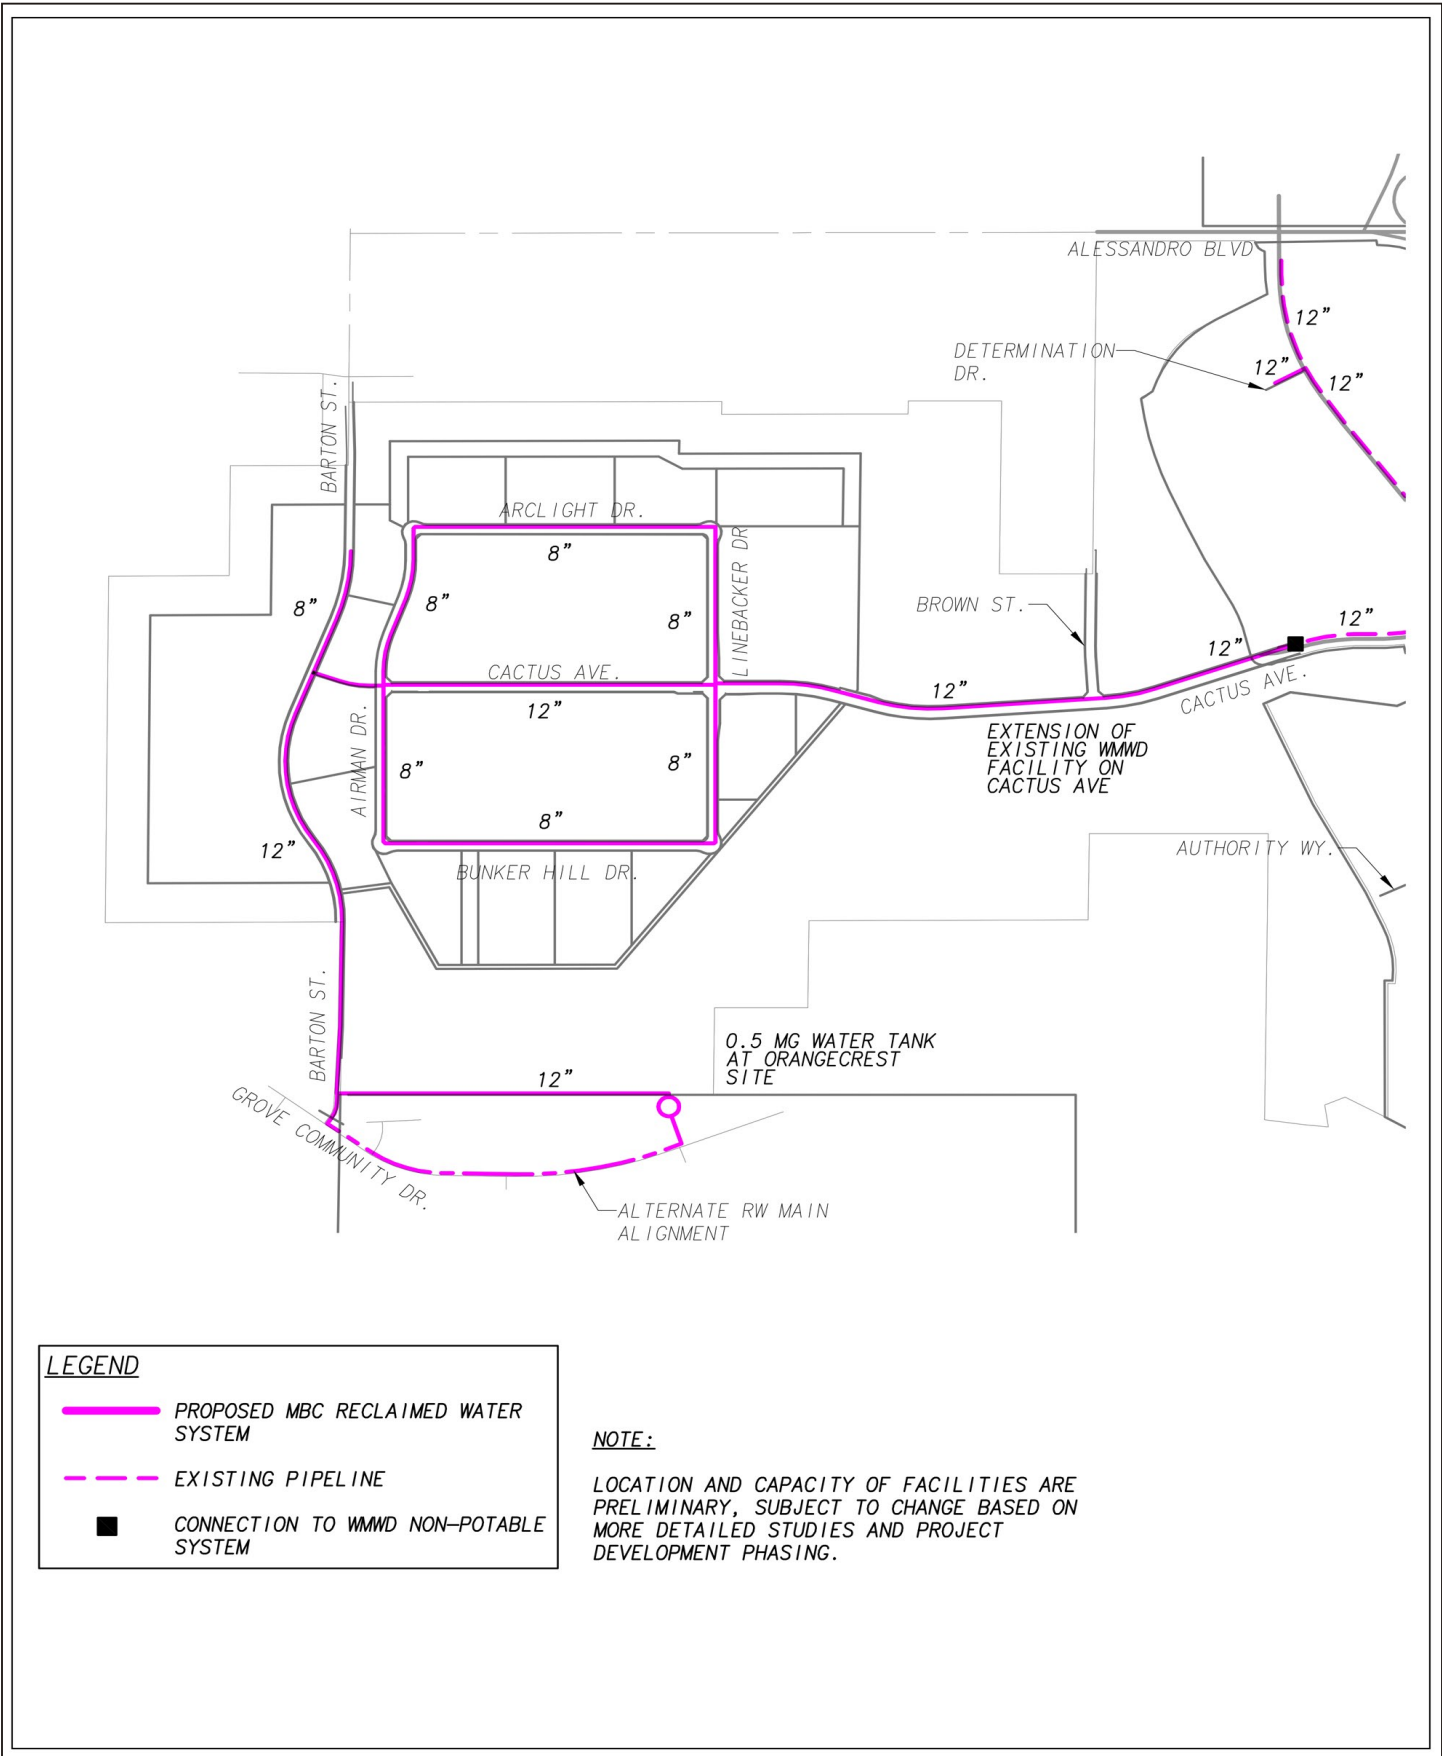 ALESSANDRO BLVD
12”
DETERMINATION
DR.
12”
12”
BARTON ST.
ARCLIGHT DR.
8”
LINEBACKER DR
8”
8”
8”
BROWN ST.
12”
12”
CACTUS AVE.
12”
12”
CACTUS AVE.
EXTENSION OF
EXISTING WMWD
FACILITY ON
CACTUS AVE
AIRMAN DR.
8”
8”
8”
12”
BUNKER HILL DR.
AUTHORITY WY.
BARTON ST.
0.5 MG WATER TANK
AT ORANGECREST
SITE
12”
GROVE COMMUNITY DR.
ALTERNATE RW MAIN
ALIGNMENT
LEGEND
PROPOSED MBC RECLAIMED WATER
SYSTEM
EXISTING PIPELINE
CONNECTION TO WMWD NON-POTABLE
SYSTEM
NOTE:
LOCATION AND CAPACITY OF FACILITIES ARE
PRELIMINARY, SUBJECT TO CHANGE BASED ON
MORE DETAILED STUDIES AND PROJECT
DEVELOPMENT PHASING.